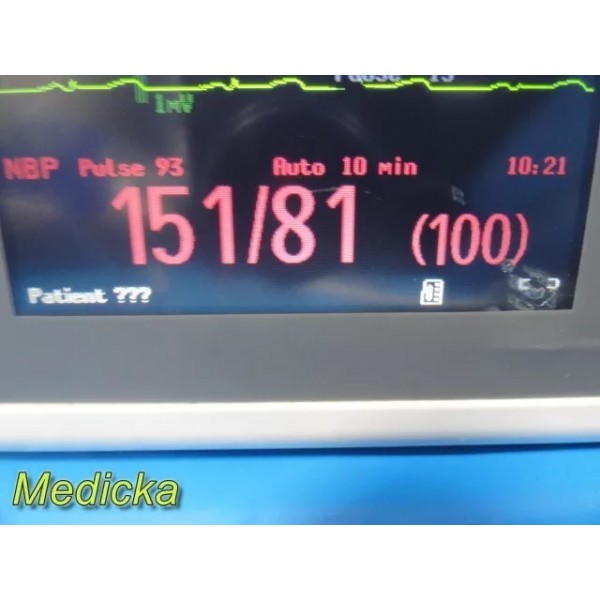 1mV
NBP Pulse 93 Auto 10 min 10:21
151/81 (100)
Patient ???
Medicka